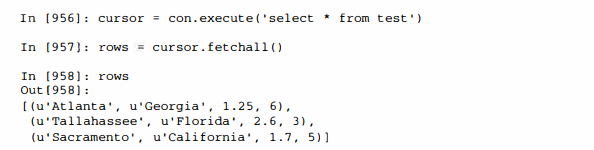 In [956]: cursor = con.execute('select * from test')
In [957]: rows = cursor.fetchall()
In [958]: rows
Out[958]:
[(u'Atlanta', u'Georgia', 1.25, 6),
(u'Tallahassee', u'Florida', 2.6, 3),
(u'Sacramento', u'California', 1.7, 5)]